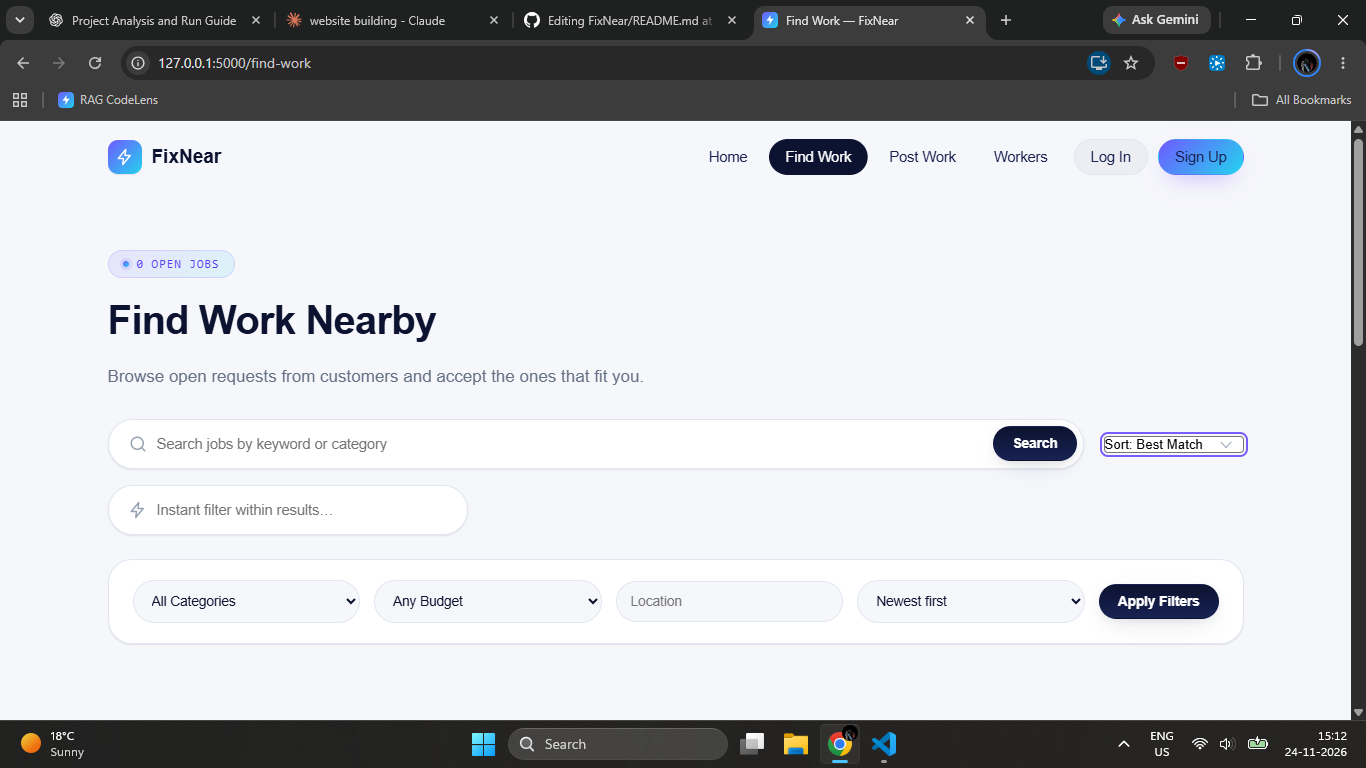 Project Analysis and Run Guide
website building - Claude
Editing FixNear/README.md at
Find Work — FixNear
Ask Gemini
127.0.0.1:5000/find-work
RAG CodeLens
All Bookmarks
FixNear
Home
Find Work
Post Work
Workers
Log In
Sign Up
0 OPEN JOBS
Find Work Nearby
Browse open requests from customers and accept the ones that fit you.
Search jobs by keyword or category
Search
Sort: Best Match
Instant filter within results…
All Categories
Any Budget
Location
Newest first
Apply Filters
18°C
Sunny
Search
ENG
US
15:12
24-11-2026